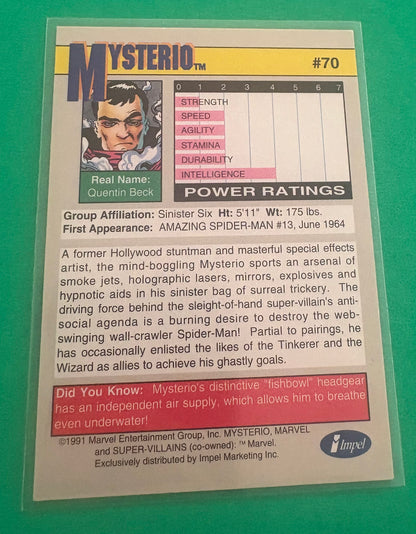 MYSTERIO™
#70
0 1 2 3 4 5 6 7
STRENGTH
SPEED
AGILITY
STAMINA
DURABILITY
INTELLIGENCE
POWER RATINGS
Real Name:
Quentin Beck
Group Affiliation: Sinister Six Ht: 5'11" Wt: 175 lbs.
First Appearance: AMAZING SPIDER-MAN #13, June 1964
A former Hollywood stuntman and masterful special effects
artist, the mind-boggling Mysterio sports an arsenal of
smoke jets, holographic lasers, mirrors, explosives and
hypnotic aids in his sinister bag of surreal trickery. The
driving force behind the sleight-of-hand super-villain's anti-
social agenda is a burning desire to destroy the web-
swinging wall-crawler Spider-Man! Partial to pairings, he
has occasionally enlisted the likes of the Tinkerer and the
Wizard as allies to achieve his ghastly goals.
Did You Know: Mysterio's distinctive "fishbowl" headgear
has an independent air supply, which allows him to breathe
even underwater!
©1991 Marvel Entertainment Group, Inc. MYSTERIO, MARVEL
and SUPER-VILLAINS (co-owned): ™ Marvel.
Exclusively distributed by Impel Marketing Inc.
Impel